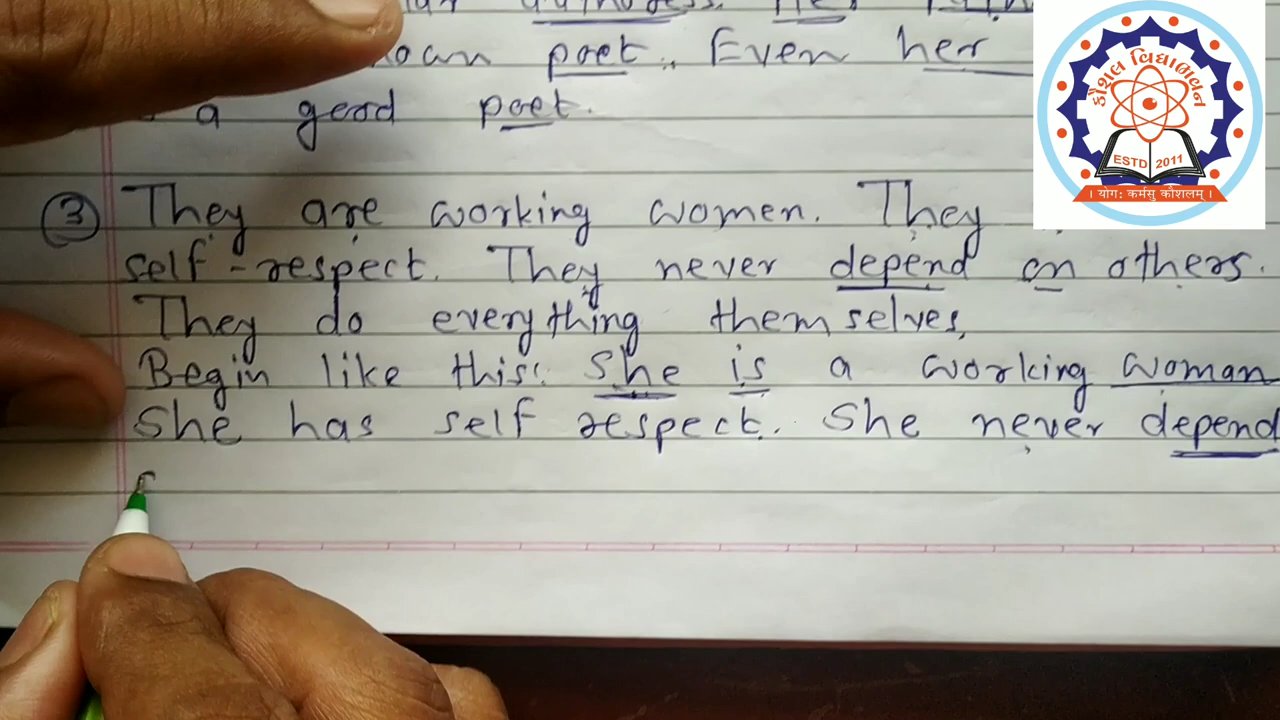 poet. Even her
a good poet.
3 They are working women. They
self-respect. They never depend on others.
They do everything themselves,
Begin like this: She is a working woman
She has self respect. She never depend
કૌશલ વિદ્યાભવન
ESTD 2011
। योगः कर्मसु कौशलम् ।